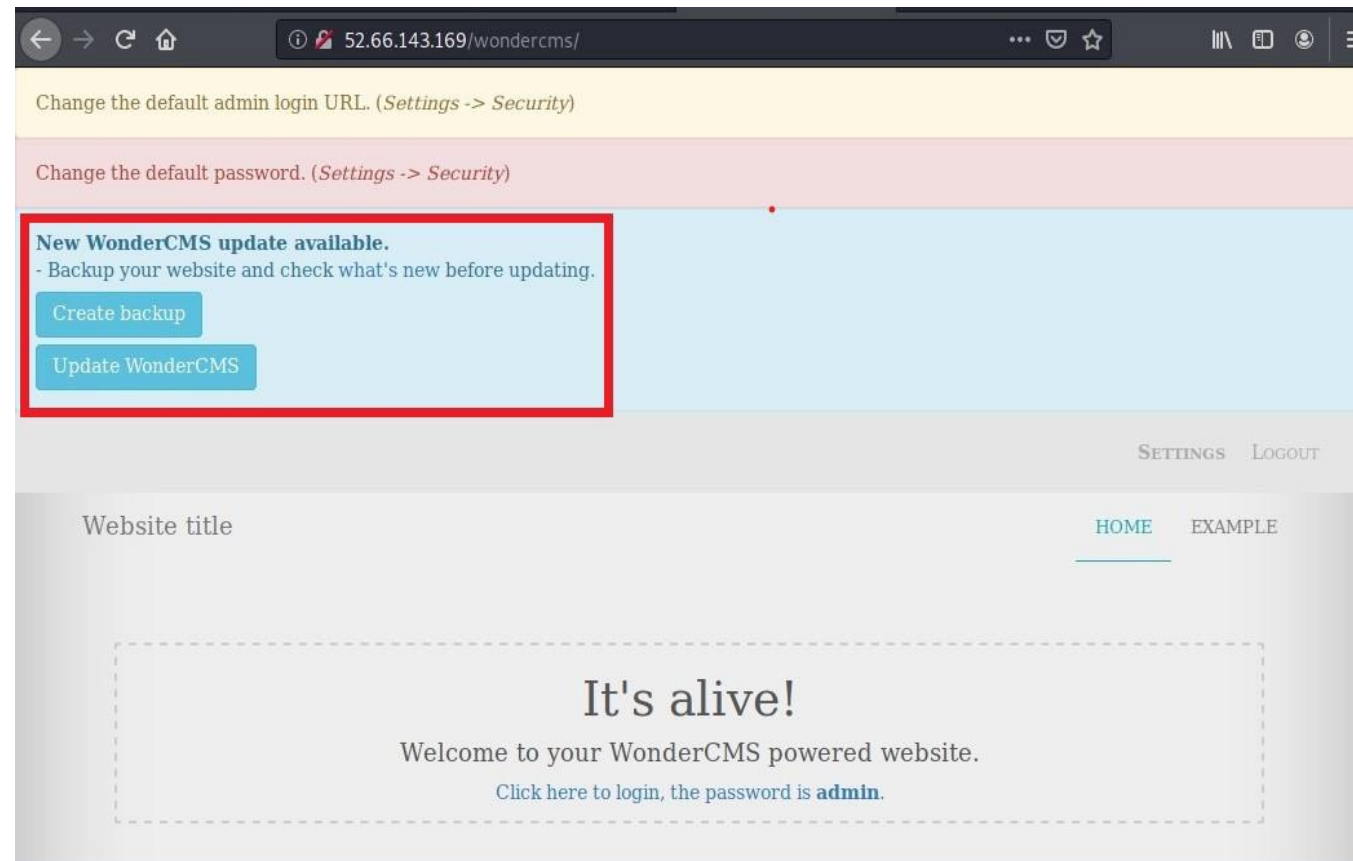 52.66.143.169/wondercms/
Change the default admin login URL. (Settings -> Security)
Change the default password. (Settings -> Security)
New WonderCMS update available.
- Backup your website and check what's new before updating.
Create backup
Update WonderCMS
SETTINGS LOGOUT
Website title HOME EXAMPLE
It's alive!
Welcome to your WonderCMS powered website.
Click here to login, the password is admin.